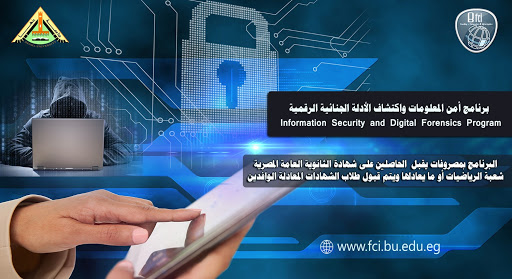 fci
برنامج أمن المعلومات واكتشاف الأدلة الجنائية الرقمية
Information Security and Digital Forensics Program
البرنامج بمصروفات يقبل الحاصلين على شهادة الثانوية العامة المصرية
شعبة الرياضيات أو ما يعادلها ويتم قبول طلاب الشهادات المعادلة الوافدين
www.fci.bu.edu.eg